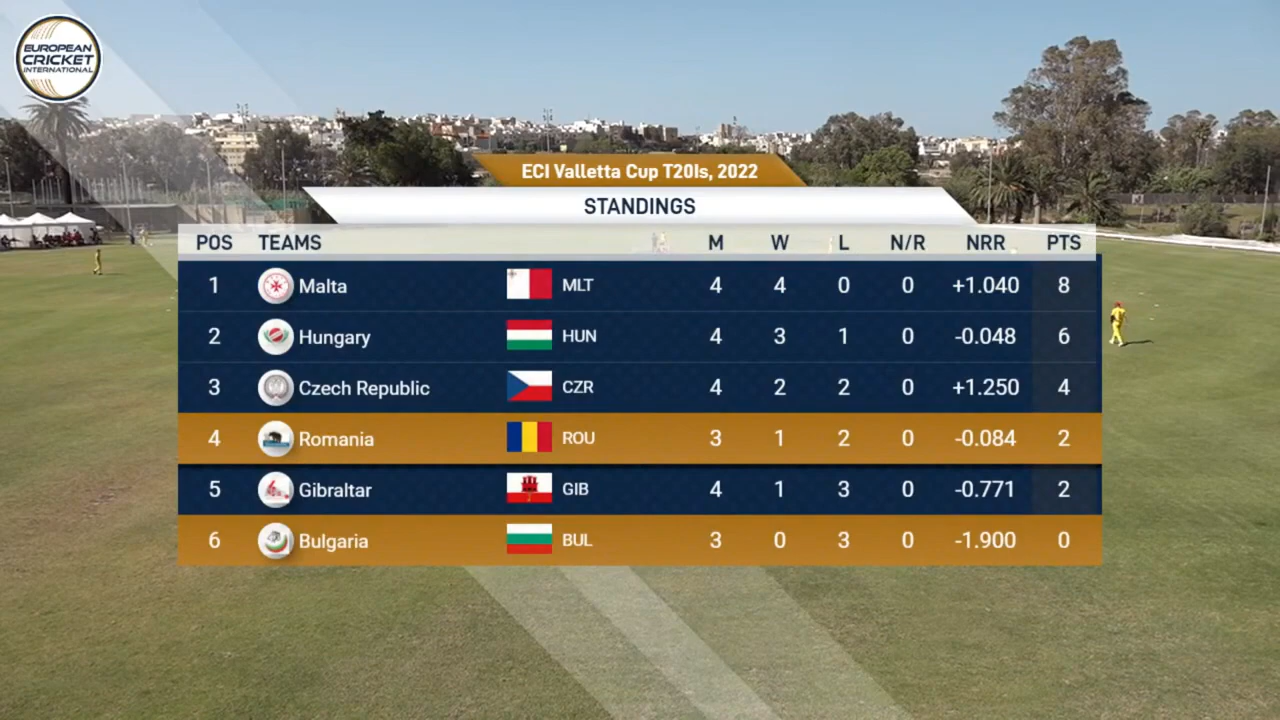 EUROPEAN
CRICKET
INTERNATIONAL
ECI Valletta Cup T20Is, 2022
STANDINGS
POS TEAMS M W L N/R NRR PTS
1 Malta MLT 4 4 0 0 +1.040 8
2 Hungary HUN 4 3 1 0 -0.048 6
3 Czech Republic CZR 4 2 2 0 +1.250 4
4 Romania ROU 3 1 2 0 -0.084 2
5 Gibraltar GIB 4 1 3 0 -0.771 2
6 Bulgaria BUL 3 0 3 0 -1.900 0